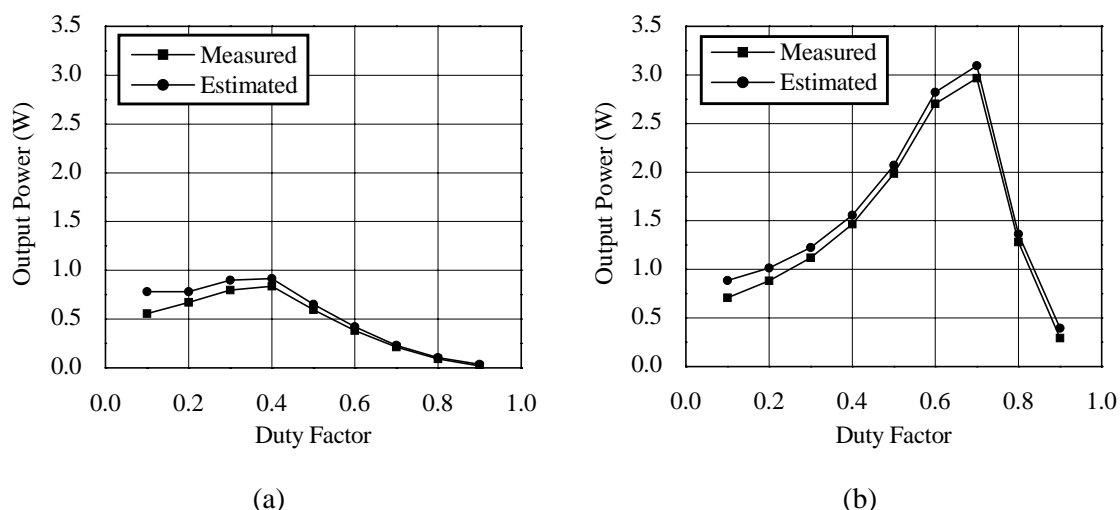 3.5
3.0
2.5
2.0
1.5
1.0
0.5
0.0
Output Power (W)
Measured
Estimated
0.0 0.2 0.4 0.6 0.8 1.0
Duty Factor
(a)
3.5
3.0
2.5
2.0
1.5
1.0
0.5
0.0
Output Power (W)
Measured
Estimated
0.0 0.2 0.4 0.6 0.8 1.0
Duty Factor
(b)